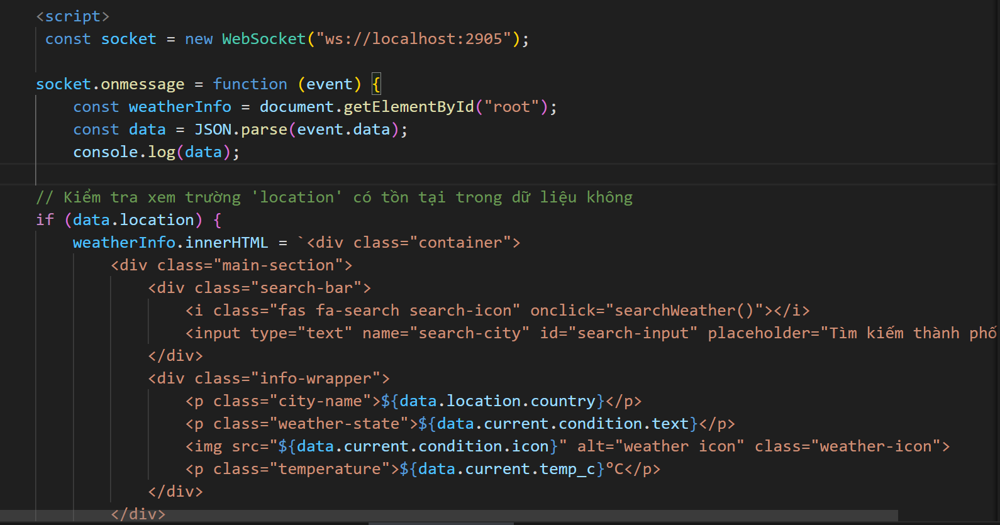 <script>
const socket = new WebSocket("ws://localhost:2905");
socket.onmessage = function (event) {
const weatherInfo = document.getElementById("root");
const data = JSON.parse(event.data);
console.log(data);
// Kiểm tra xem trường 'location' có tồn tại trong dữ liệu không
if (data.location) {
weatherInfo.innerHTML = `<div class="container">
<div class="main-section">
<div class="search-bar">
<i class="fas fa-search search-icon" onclick="searchWeather()"></i>
<input type="text" name="search-city" id="search-input" placeholder="Tìm kiếm thành phố
</div>
<div class="info-wrapper">
<p class="city-name">${data.location.country}</p>
<p class="weather-state">${data.current.condition.text}</p>
<img src="${data.current.condition.icon}" alt="weather icon" class="weather-icon">
<p class="temperature">${data.current.temp_c}°C</p>
</div>
</div>